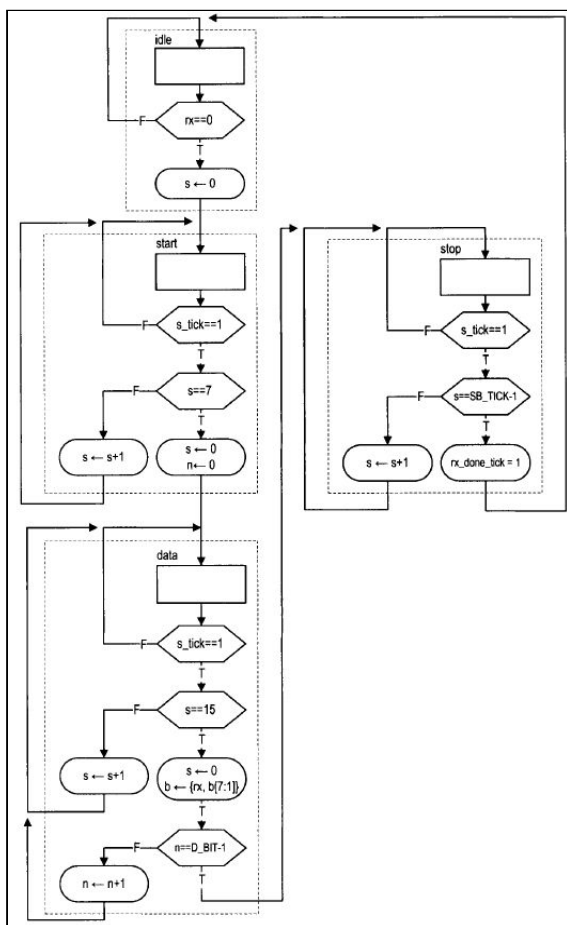 idle
rx==0
F
T
s ← 0
start
s_tick==1
F
T
s==7
F
T
s ← s+1
s ← 0
n← 0
data
s_tick==1
F
T
s==15
F
T
s ← s+1
s ← 0
b ← {rx, b[7:1]}
T
n==D_BIT-1
F
T
n ← n+1
stop
s_tick==1
F
T
s==SB_TICK-1
F
T
s ← s+1
rx_done_tick = 1